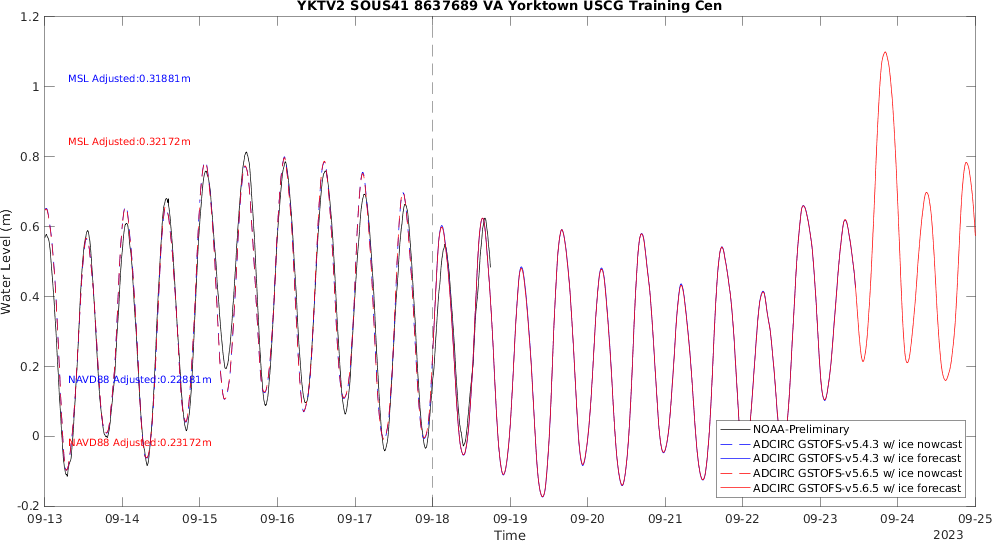 YKTV2 SOUS41 8637689 VA Yorktown USCG Training Cen
1.2
1
0.8
0.6
0.4
0.2
0
-0.2
Water Level (m)
MSL Adjusted:0.31881m
MSL Adjusted:0.32172m
NAVD88 Adjusted:0.22881m
NAVD88 Adjusted:0.23172m
NOAA-Preliminary
ADCIRC GSTOFS-v5.4.3 w/ ice nowcast
ADCIRC GSTOFS-v5.4.3 w/ ice forecast
ADCIRC GSTOFS-v5.6.5 w/ ice nowcast
ADCIRC GSTOFS-v5.6.5 w/ ice forecast
09-13 09-14 09-15 09-16 09-17 09-18 09-19 09-20 09-21 09-22 09-23 09-24 09-25
Time
2023